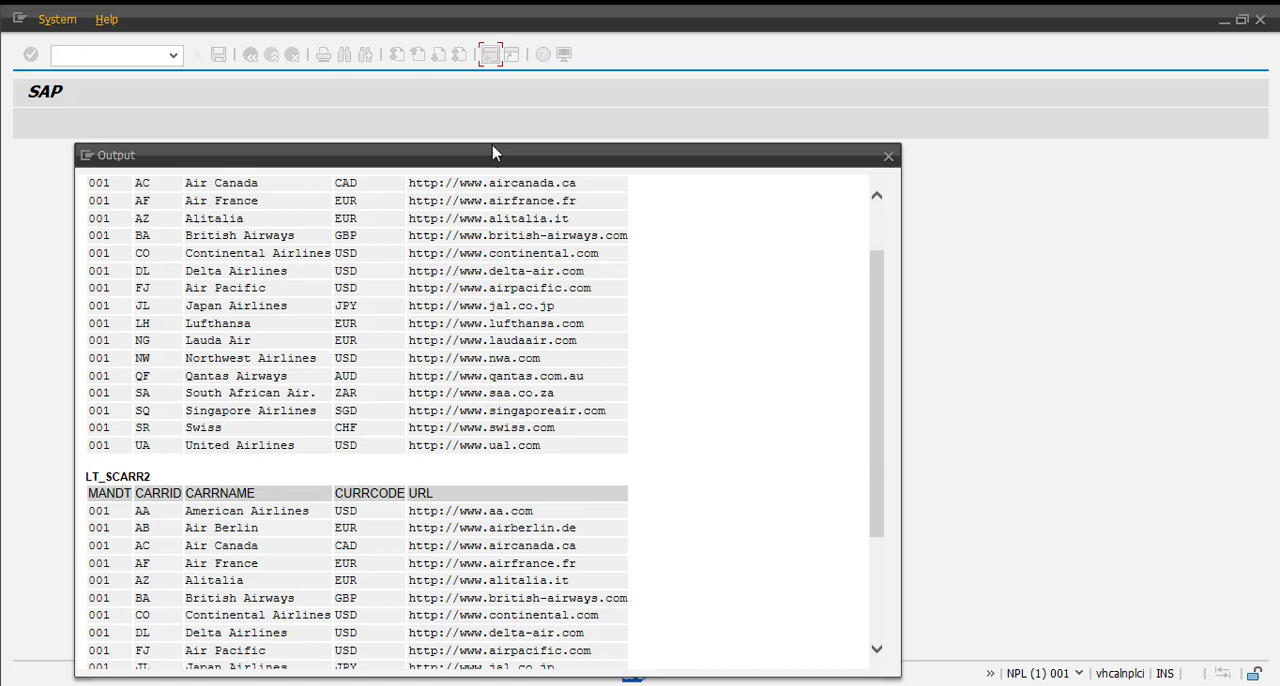 System Help
SAP
Output
001 AC Air Canada CAD http://www.aircanada.ca
001 AF Air France EUR http://www.airfrance.fr
001 AZ Alitalia EUR http://www.alitalia.it
001 BA British Airways GBP http://www.british-airways.com
001 CO Continental Airlines USD http://www.continental.com
001 DL Delta Airlines USD http://www.delta-air.com
001 FJ Air Pacific USD http://www.airpacific.com
001 JL Japan Airlines JPY http://www.jal.co.jp
001 LH Lufthansa EUR http://www.lufthansa.com
001 NG Lauda Air EUR http://www.laudaair.com
001 NW Northwest Airlines USD http://www.nwa.com
001 QF Qantas Airways AUD http://www.qantas.com.au
001 SA South African Air. ZAR http://www.saa.co.za
001 SQ Singapore Airlines SGD http://www.singaporeair.com
001 SR Swiss CHF http://www.swiss.com
001 UA United Airlines USD http://www.ual.com
LT_SCARR2
MANDT CARRID CARRNAME CURRCODE URL
001 AA American Airlines USD http://www.aa.com
001 AB Air Berlin EUR http://www.airberlin.de
001 AC Air Canada CAD http://www.aircanada.ca
001 AF Air France EUR http://www.airfrance.fr
001 AZ Alitalia EUR http://www.alitalia.it
001 BA British Airways GBP http://www.british-airways.com
001 CO Continental Airlines USD http://www.continental.com
001 DL Delta Airlines USD http://www.delta-air.com
001 FJ Air Pacific USD http://www.airpacific.com
001 JL Japan Airlines JPY http://www.jal.co.jp
NPL (1) 001 vhcalnplci INS